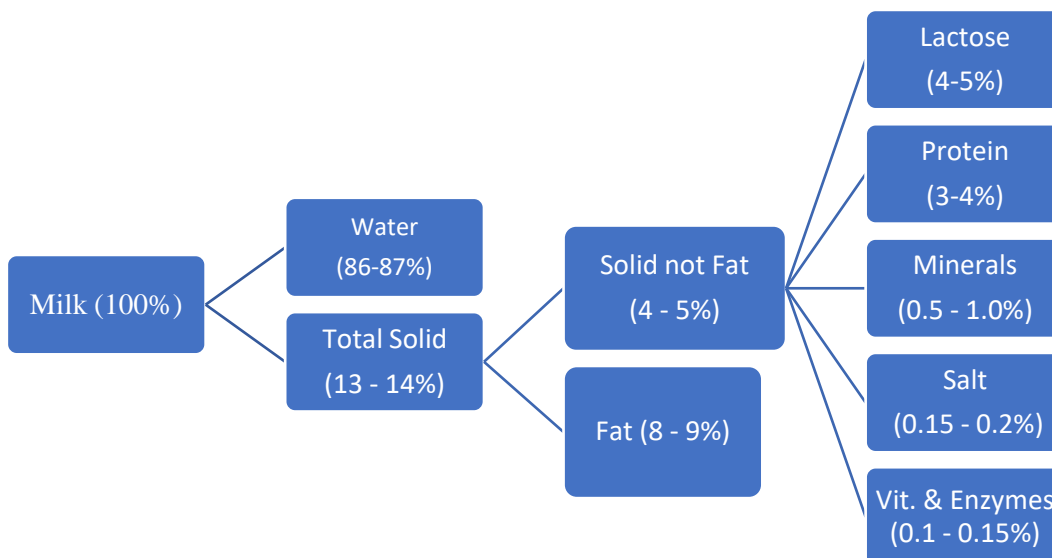 Milk (100%)
Water
(86-87%)
Total Solid
(13 - 14%)
Solid not Fat
(4 - 5%)
Fat (8 - 9%)
Lactose
(4-5%)
Protein
(3-4%)
Minerals
(0.5 - 1.0%)
Salt
(0.15 - 0.2%)
Vit. & Enzymes
(0.1 - 0.15%)